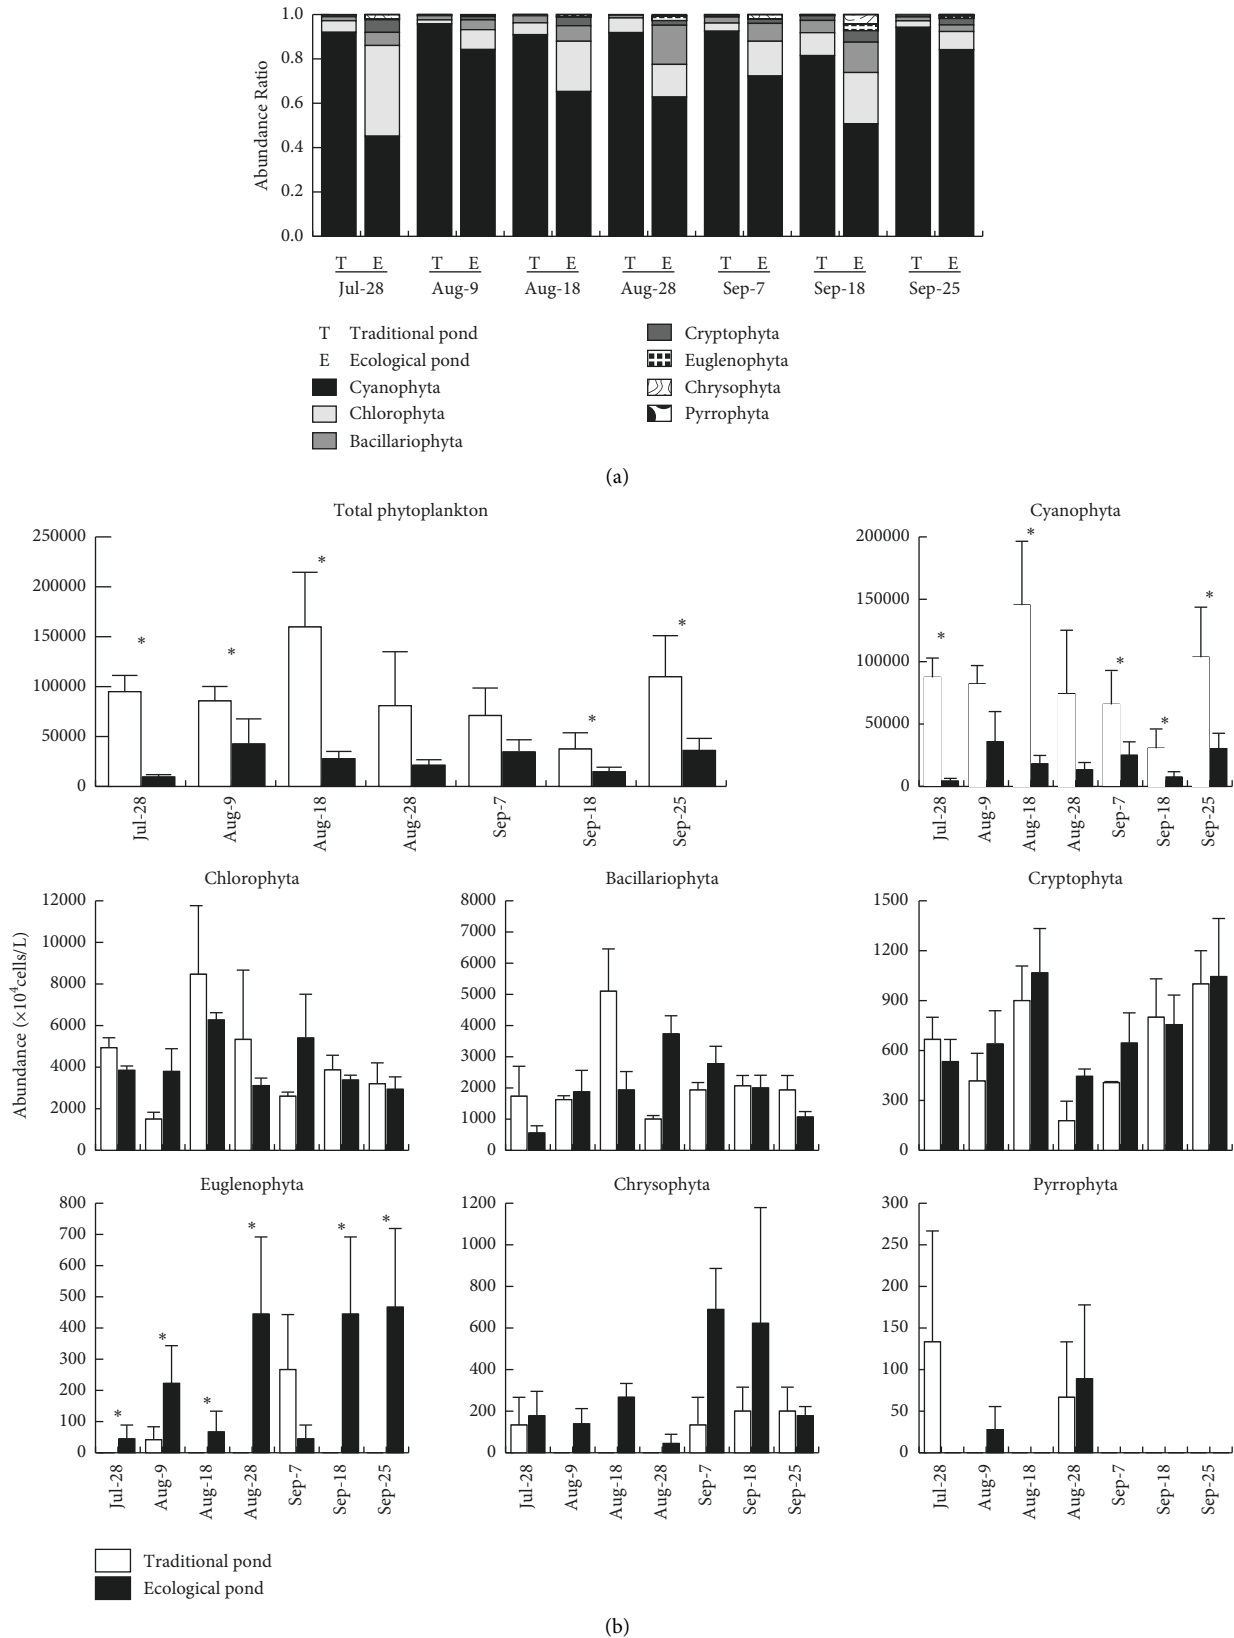 1.0
0.8
0.6
0.4
0.2
0.0
Abundance Ratio
T E T E T E T E T E T E T E
Jul-28 Aug-9 Aug-18 Aug-28 Sep-7 Sep-18 Sep-25
T Traditional pond
E Ecological pond
Cyanophyta
Chlorophyta
Bacillariophyta
Cryptophyta
Euglenophyta
Chrysophyta
Pyrrophyta
(a)
Abundance (×10⁴cells/L)
Total phytoplankton
250000
200000
150000
100000
50000
0
* * * * *
Jul-28 Aug-9 Aug-18 Aug-28 Sep-7 Sep-18 Sep-25
Cyanophyta
200000
150000
100000
50000
0
* * * * *
Jul-28 Aug-9 Aug-18 Aug-28 Sep-7 Sep-18 Sep-25
Chlorophyta
12000
10000
8000
6000
4000
2000
0
Bacillariophyta
8000
7000
6000
5000
4000
3000
2000
1000
0
Cryptophyta
1500
1200
900
600
300
0
Euglenophyta
800
700
600
500
400
300
200
100
0
* * * * * *
Jul-28 Aug-9 Aug-18 Aug-28 Sep-7 Sep-18 Sep-25
Chrysophyta
1200
1000
800
600
400
200
0
Jul-28 Aug-9 Aug-18 Aug-28 Sep-7 Sep-18 Sep-25
Pyrrophyta
300
250
200
150
100
50
0
Jul-28 Aug-9 Aug-18 Aug-28 Sep-7 Sep-18 Sep-25
Traditional pond
Ecological pond
(b)